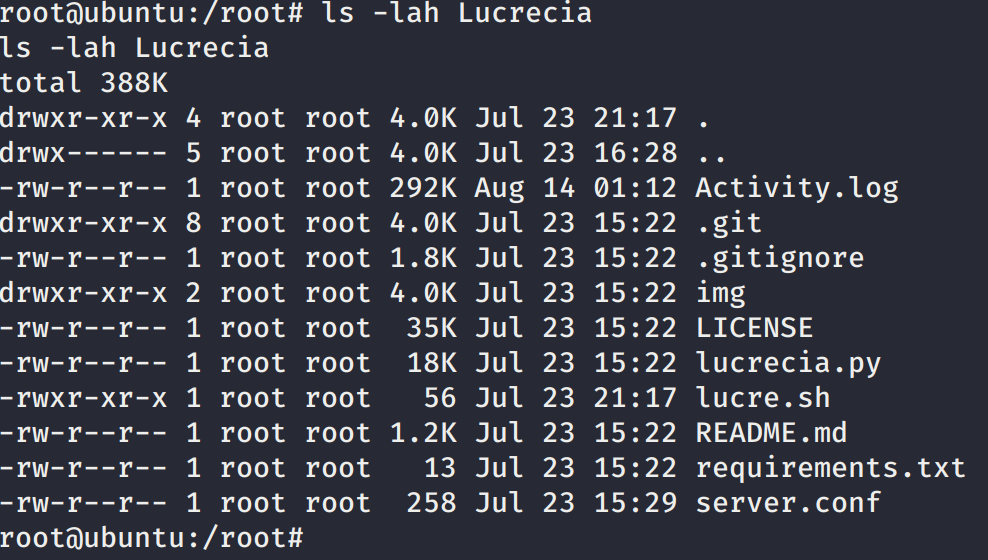 root@ubuntu:/root# ls -lah Lucrecia
ls -lah Lucrecia
total 388K
drwxr-xr-x 4 root root 4.0K Jul 23 21:17 .
drwx------ 5 root root 4.0K Jul 23 16:28 ..
-rw-r--r-- 1 root root 292K Aug 14 01:12 Activity.log
drwxr-xr-x 8 root root 4.0K Jul 23 15:22 .git
-rw-r--r-- 1 root root 1.8K Jul 23 15:22 .gitignore
drwxr-xr-x 2 root root 4.0K Jul 23 15:22 img
-rw-r--r-- 1 root root  35K Jul 23 15:22 LICENSE
-rw-r--r-- 1 root root  18K Jul 23 15:22 lucrecia.py
-rwxr-xr-x 1 root root   56 Jul 23 21:17 lucre.sh
-rw-r--r-- 1 root root 1.2K Jul 23 15:22 README.md
-rw-r--r-- 1 root root   13 Jul 23 15:22 requirements.txt
-rw-r--r-- 1 root root  258 Jul 23 15:29 server.conf
root@ubuntu:/root#